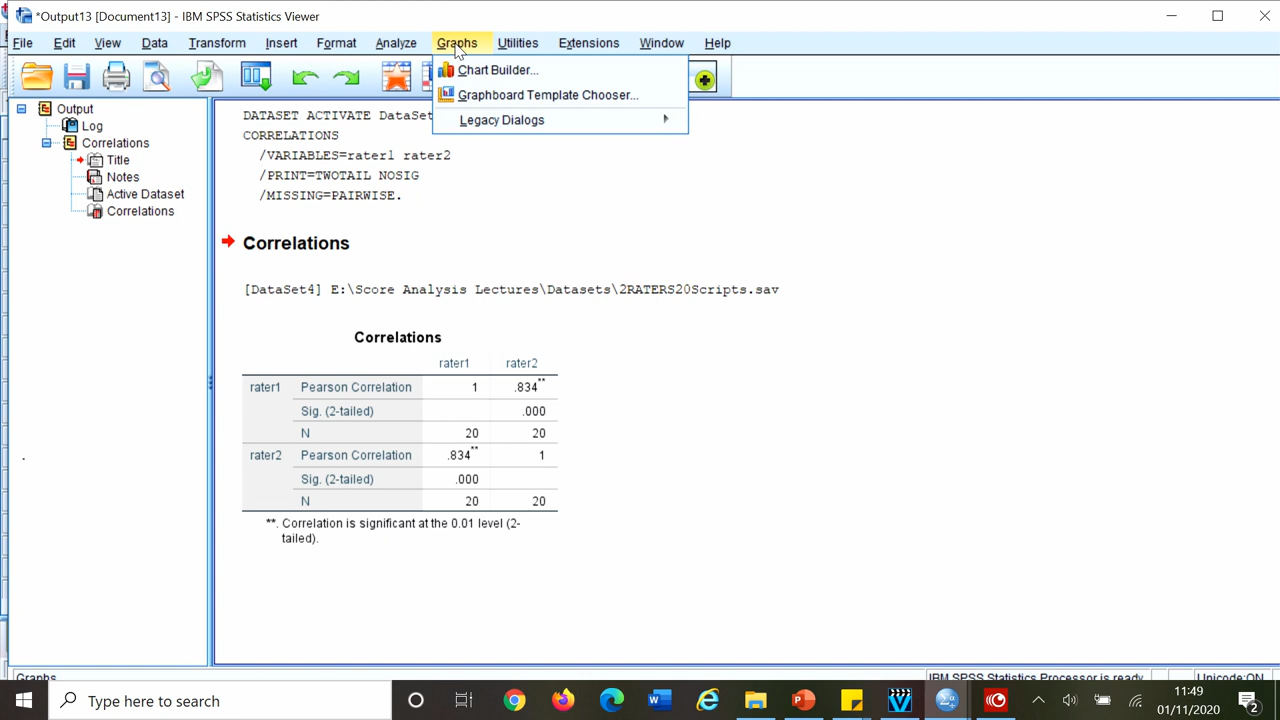 *Output13 [Document13] - IBM SPSS Statistics Viewer
File Edit View Data Transform Insert Format Analyze Graphs Utilities Extensions Window Help
Chart Builder...
Graphboard Template Chooser...
Legacy Dialogs
Output
Log
Correlations
Title
Notes
Active Dataset
Correlations
DATASET ACTIVATE DataSet
CORRELATIONS
/VARIABLES=rater1 rater2
/PRINT=TWOTAIL NOSIG
/MISSING=PAIRWISE.
Correlations
[DataSet4] E:\Score Analysis Lectures\Datasets\2RATERS20Scripts.sav
Correlations
rater1 rater2
rater1 Pearson Correlation 1 .834**
Sig. (2-tailed) .000
N 20 20
rater2 Pearson Correlation .834** 1
Sig. (2-tailed) .000
N 20 20
**. Correlation is significant at the 0.01 level (2-
tailed).
Graphs IBM SPSS Statistics Processor is ready Unicode:ON
Type here to search
11:49
01/11/2020
2